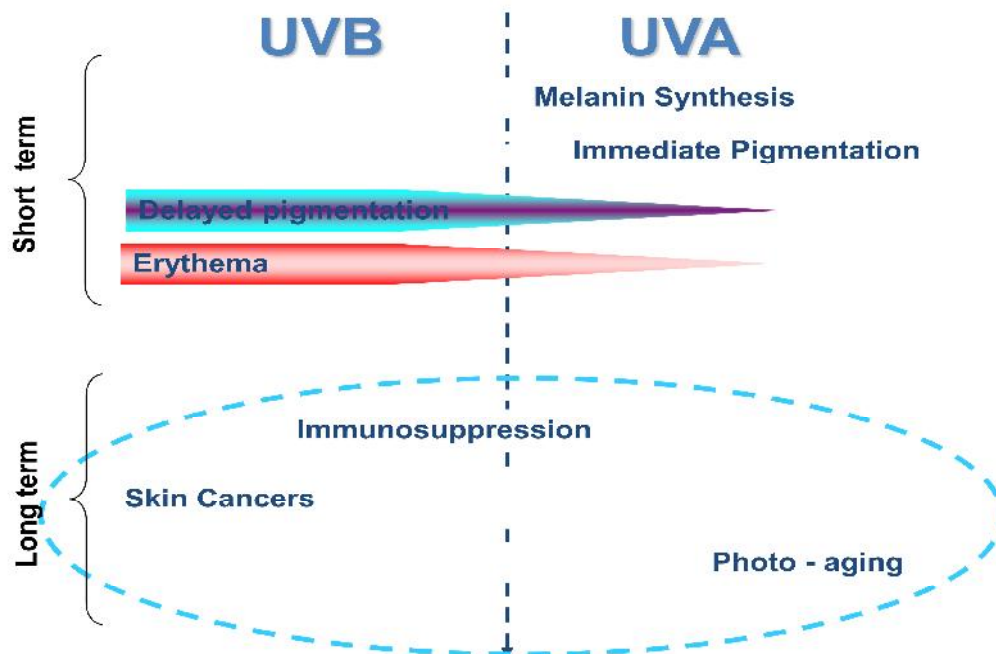 UVB
UVA
Short term
Melanin Synthesis
Immediate Pigmentation
Delayed pigmentation
Erythema
Long term
Immunosuppression
Skin Cancers
Photo - aging